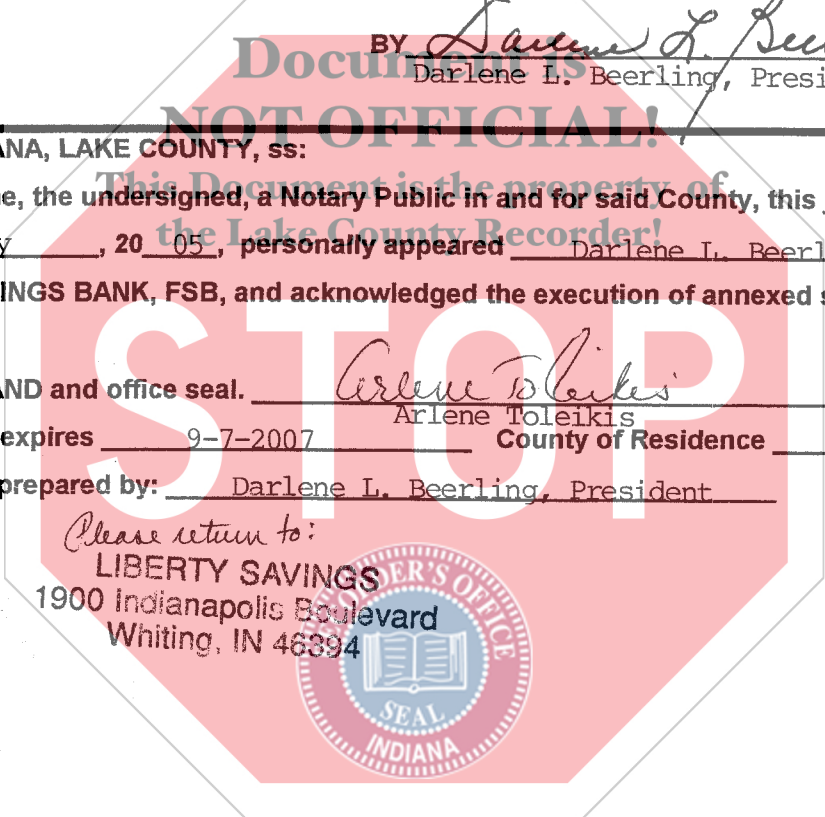 BY Darlene L. Beer
Darlene L. Beerling, Presi
Document is
NOT OFFICIAL!
This Document is the property of
the Lake County Recorder!
ANA, LAKE COUNTY, ss:
e, the undersigned, a Notary Public in and for said County, this
Y, 20 05, personally appeared Darlene L. Beerl
INGS BANK, FSB, and acknowledged the execution of annexed s
STOP
AND and office seal. Arlene Toleikis
Arlene Toleikis
expires 9-7-2007 County of Residence
prepared by: Darlene L. Beerling, President
Please return to:
LIBERTY SAVINGS
1900 Indianapolis Boulevard
Whiting, IN 46394
RECORDER'S OFFICE
SEAL
INDIANA